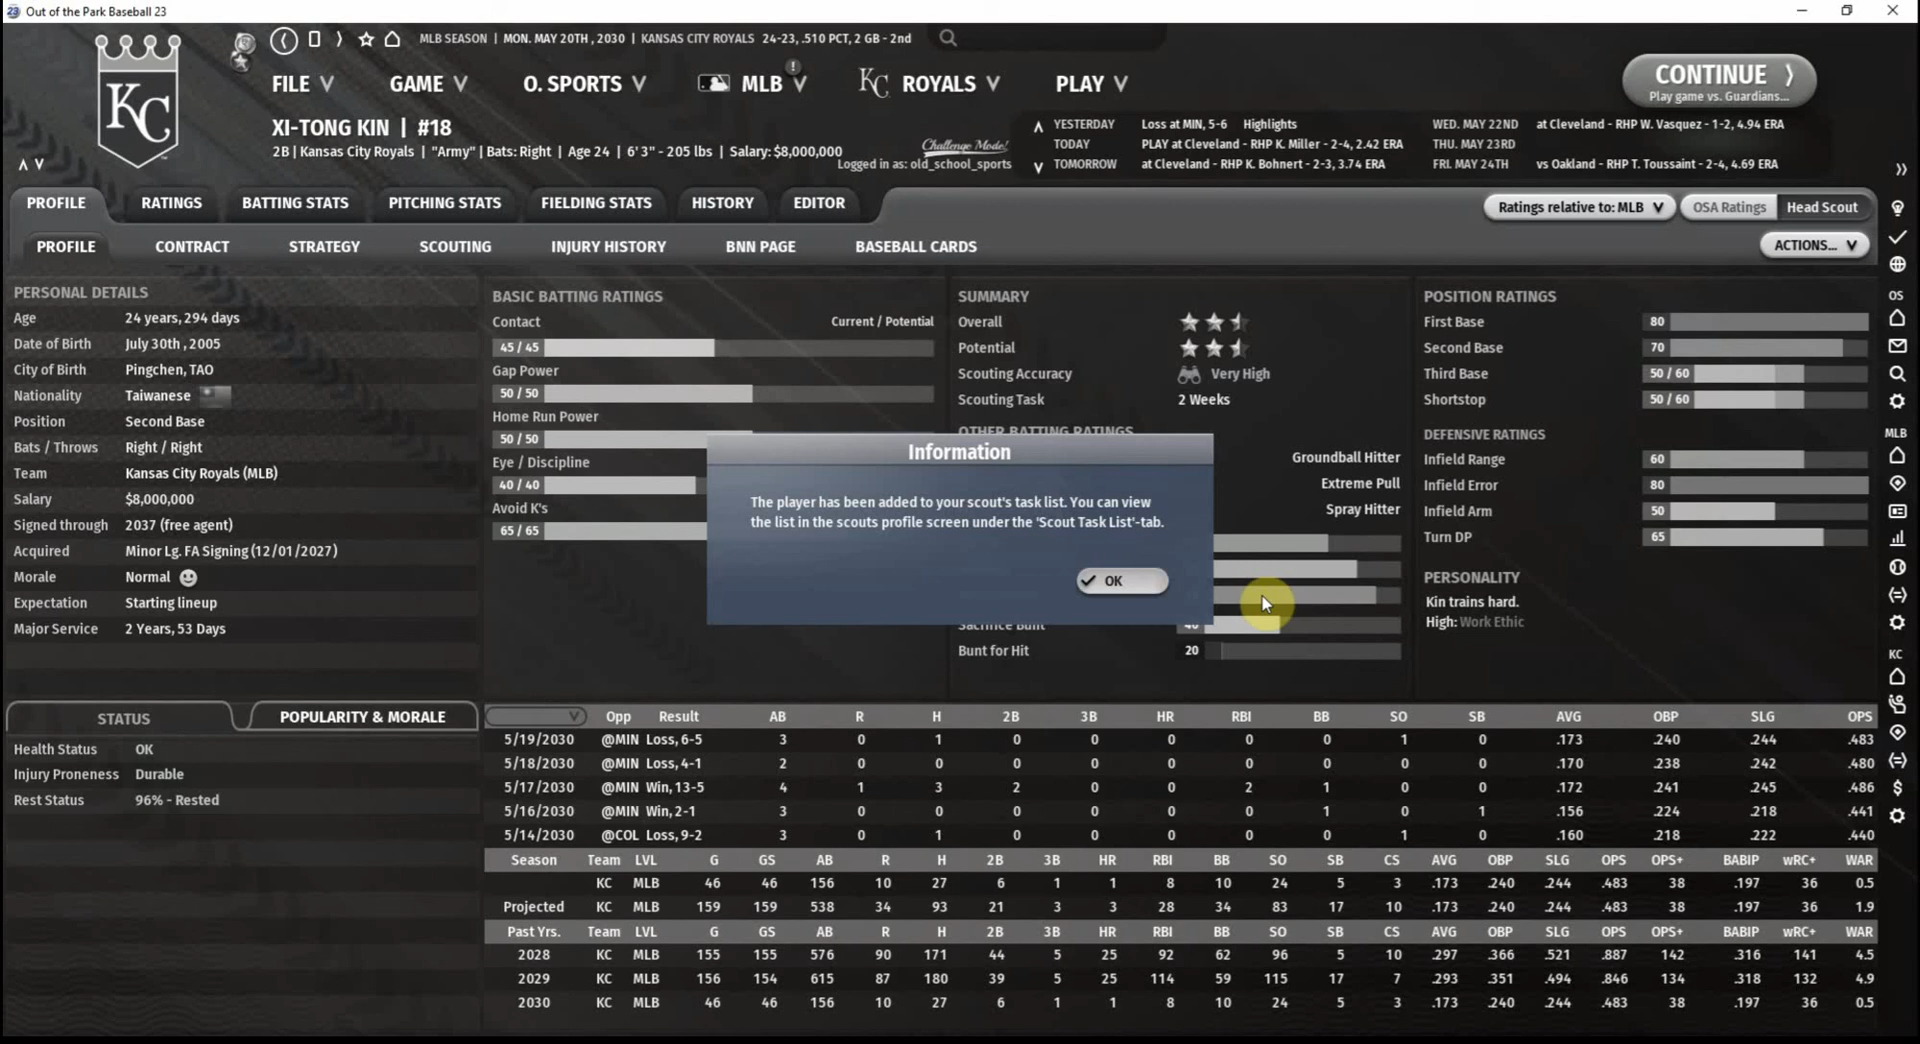 Out of the Park Baseball 23
MLB SEASON | MON. MAY 20TH , 2030 | KANSAS CITY ROYALS 24-23, .510 PCT, 2 GB - 2nd
FILE GAME O. SPORTS MLB ! ROYALS PLAY
CONTINUE
Play game vs. Guardians...
KC
XI-TONG KIN | #18
2B | Kansas City Royals | "Army" | Bats: Right | Age 24 | 6' 3" - 205 lbs | Salary: $8,000,000
Challenge Mode!
Logged in as: old_school_sports
YESTERDAY Loss at MIN, 5-6 Highlights WED. MAY 22ND at Cleveland - RHP W. Vasquez - 1-2, 4.94 ERA
TODAY PLAY at Cleveland - RHP K. Miller - 2-4, 2.42 ERA THU. MAY 23RD
TOMORROW at Cleveland - RHP K. Bohnert - 2-3, 3.74 ERA FRI. MAY 24TH vs Oakland - RHP T. Toussaint - 2-4, 4.69 ERA
PROFILE RATINGS BATTING STATS PITCHING STATS FIELDING STATS HISTORY EDITOR Ratings relative to: MLB OSA Ratings Head Scout
PROFILE CONTRACT STRATEGY SCOUTING INJURY HISTORY BNN PAGE BASEBALL CARDS ACTIONS...
PERSONAL DETAILS
Age 24 years, 294 days
Date of Birth July 30th , 2005
City of Birth Pingchen, TAO
Nationality Taiwanese
Position Second Base
Bats / Throws Right / Right
Team Kansas City Royals (MLB)
Salary $8,000,000
Signed through 2037 (free agent)
Acquired Minor Lg. FA Signing (12/01/2027)
Morale Normal
Expectation Starting lineup
Major Service 2 Years, 53 Days
BASIC BATTING RATINGS
Contact Current / Potential
45 / 45
Gap Power
50 / 50
Home Run Power
50 / 50
Eye / Discipline
40 / 40
Avoid K's
65 / 65
SUMMARY
Overall
Potential
Scouting Accuracy Very High
Scouting Task 2 Weeks
OTHER BATTING RATINGS
Groundball Hitter
Extreme Pull
Spray Hitter
Sacrifice Bunt 40
Bunt for Hit 20
Information
The player has been added to your scout's task list. You can view
the list in the scouts profile screen under the 'Scout Task List'-tab.
OK
POSITION RATINGS
First Base 80
Second Base 70
Third Base 50 / 60
Shortstop 50 / 60
DEFENSIVE RATINGS
Infield Range 60
Infield Error 80
Infield Arm 50
Turn DP 65
PERSONALITY
Kin trains hard.
High: Work Ethic
OS
MLB
KC
STATUS POPULARITY & MORALE
Health Status OK
Injury Proneness Durable
Rest Status 96% - Rested
Opp Result AB R H 2B 3B HR RBI BB SO SB AVG OBP SLG OPS
5/19/2030 @MIN Loss, 6-5 3 0 1 0 0 0 0 0 1 0 .173 .240 .244 .483
5/18/2030 @MIN Loss, 4-1 2 0 0 0 0 0 0 0 0 0 .170 .238 .242 .480
5/17/2030 @MIN Win, 13-5 4 1 3 2 0 0 2 1 0 0 .172 .241 .245 .486
5/16/2030 @MIN Win, 2-1 3 0 0 0 0 0 0 1 0 1 .156 .224 .218 .441
5/14/2030 @COL Loss, 9-2 3 0 1 0 0 0 0 0 1 0 .160 .218 .222 .440
Season Team LVL G GS AB R H 2B 3B HR RBI BB SO SB CS AVG OBP SLG OPS OPS+ BABIP wRC+ WAR
KC MLB 46 46 156 10 27 6 1 1 8 10 24 5 3 .173 .240 .244 .483 38 .197 36 0.5
Projected KC MLB 159 159 538 34 93 21 3 3 28 34 83 17 10 .173 .240 .244 .483 38 .197 36 1.9
Past Yrs. Team LVL G GS AB R H 2B 3B HR RBI BB SO SB CS AVG OBP SLG OPS OPS+ BABIP wRC+ WAR
2028 KC MLB 155 155 576 90 171 44 5 25 92 62 96 5 10 .297 .366 .521 .887 142 .316 141 4.5
2029 KC MLB 156 154 615 87 180 39 5 25 114 59 115 17 7 .293 .351 .494 .846 134 .318 132 4.9
2030 KC MLB 46 46 156 10 27 6 1 1 8 10 24 5 3 .173 .240 .244 .483 38 .197 36 0.5